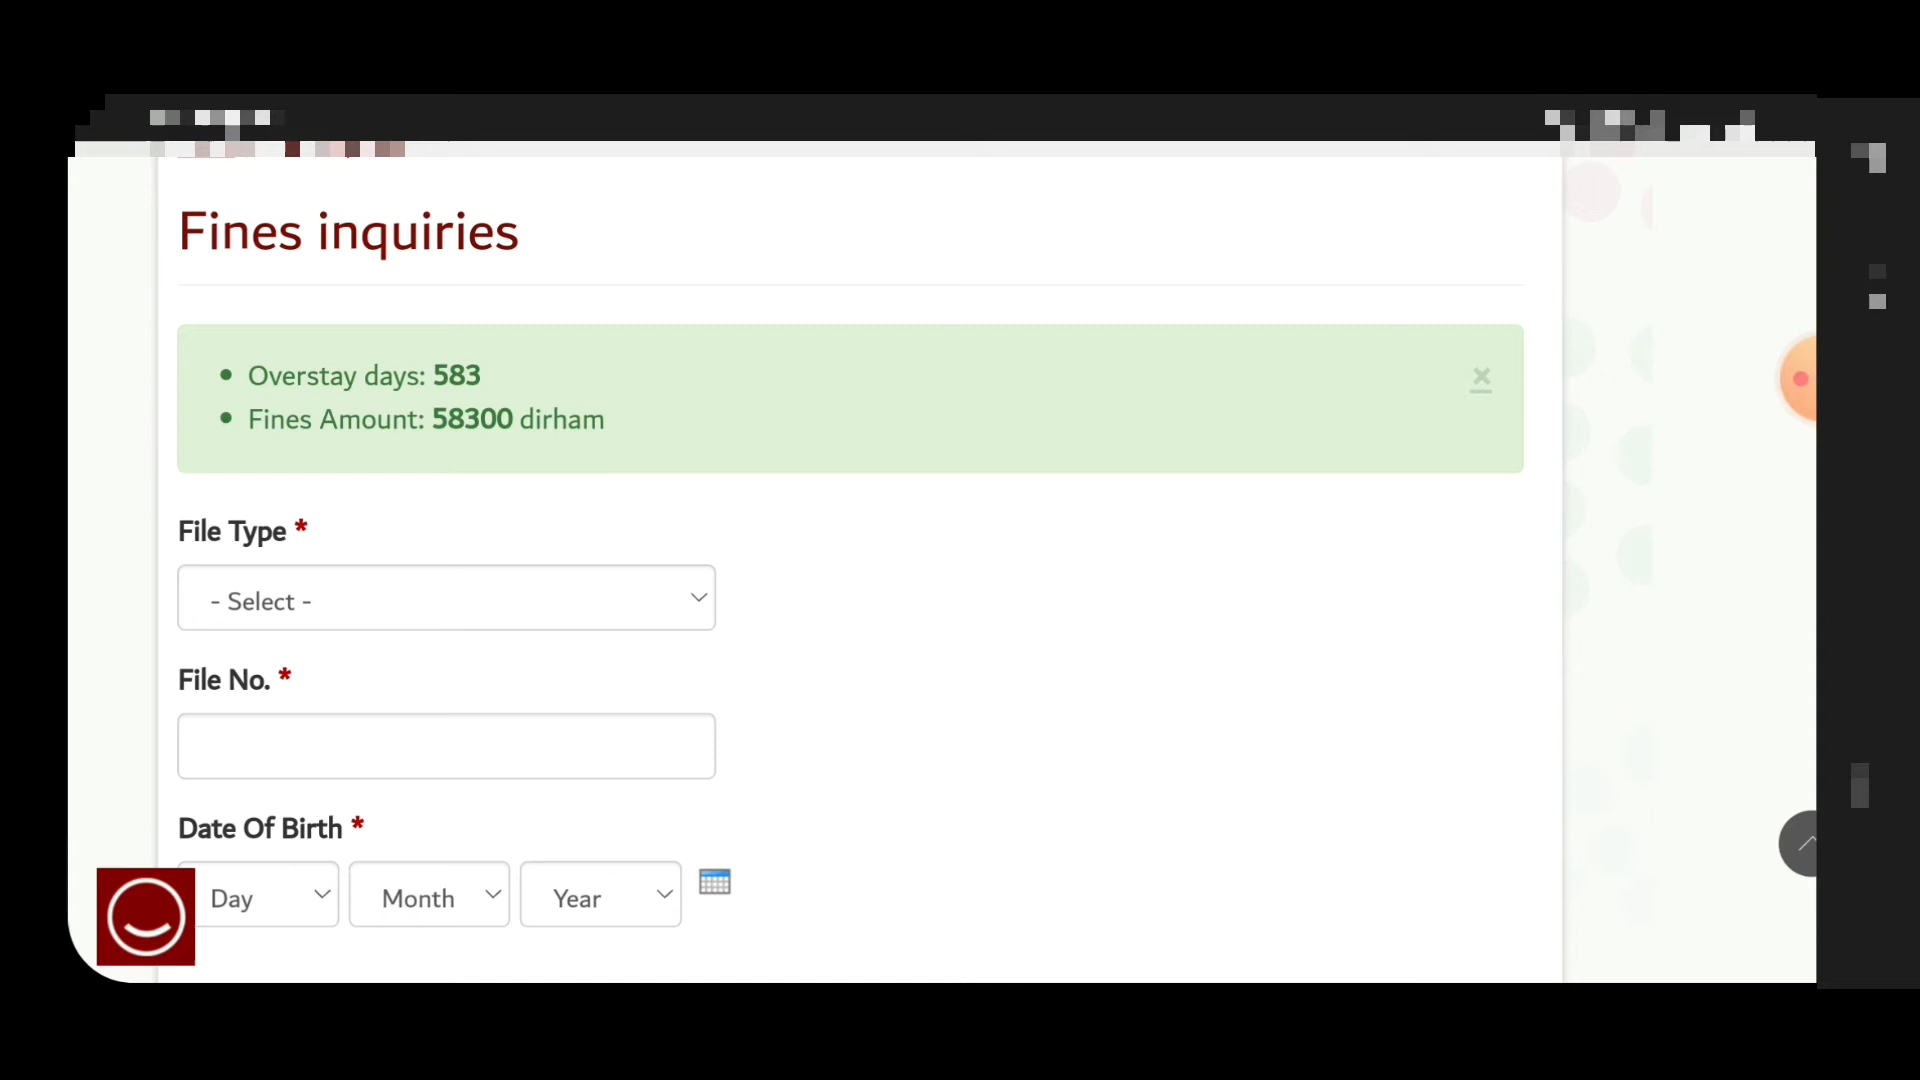 Fines inquiries
Overstay days: 583
Fines Amount: 58300 dirham
File Type *
- Select -
File No. *
Date Of Birth *
Day Month Year